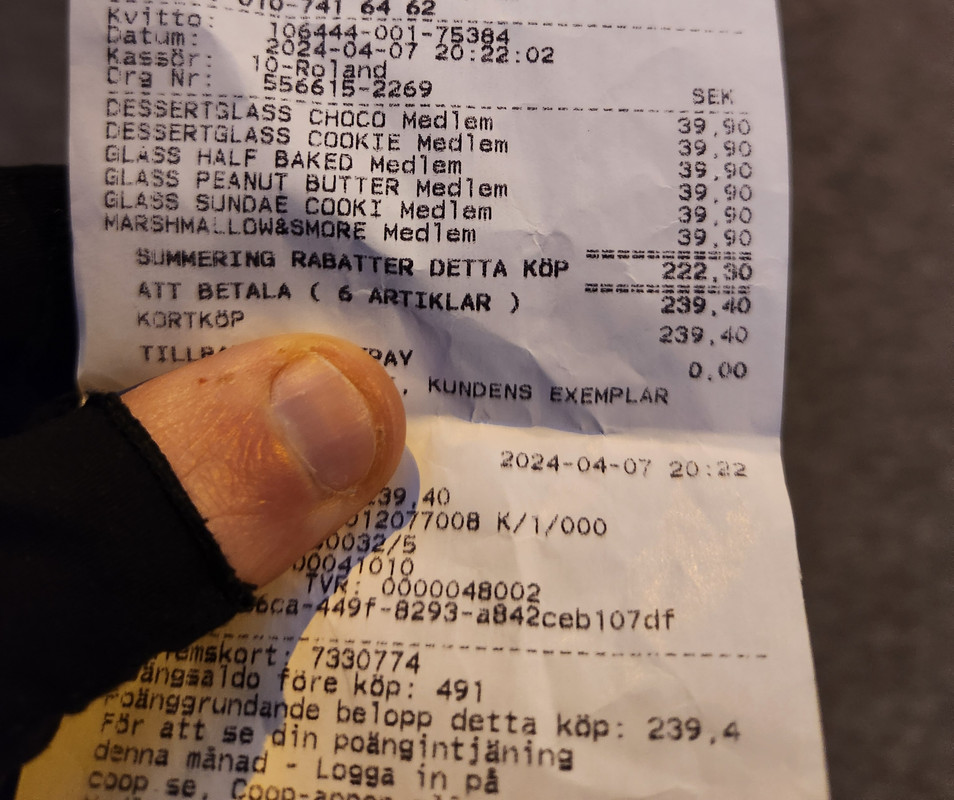 010-741 64 62
Kvitto: 106444-001-75384
Datum: 2024-04-07 20:22:02
Kassör: 10-Roland
Org Nr: 556615-2269
SEK
DESSERTGLASS CHOCO Medlem 39,90
DESSERTGLASS COOKIE Medlem 39,90
GLASS HALF BAKED Medlem 39,90
GLASS PEANUT BUTTER Medlem 39,90
GLASS SUNDAE COOKI Medlem 39,90
MARSHMALLOW&SMORE Medlem 39,90
SUMMERING RABATTER DETTA KÖP 222,30
ATT BETALA ( 6 ARTIKLAR ) 239,40
KORTKÖP 239,40
0,00
, KUNDENS EXEMPLAR
2024-04-07 20:22
39,40
012077008 K/1/000
0032/5
00041010
TVR: 0000048002
6ca-449f-8293-a842ceb107df
emskort: 7330774
ängsaldo före köp: 491
Poänggrundande belopp detta köp: 239,4
För att se din poängintjäning
denna månad - Logga in på
coop.se, Coop-appen